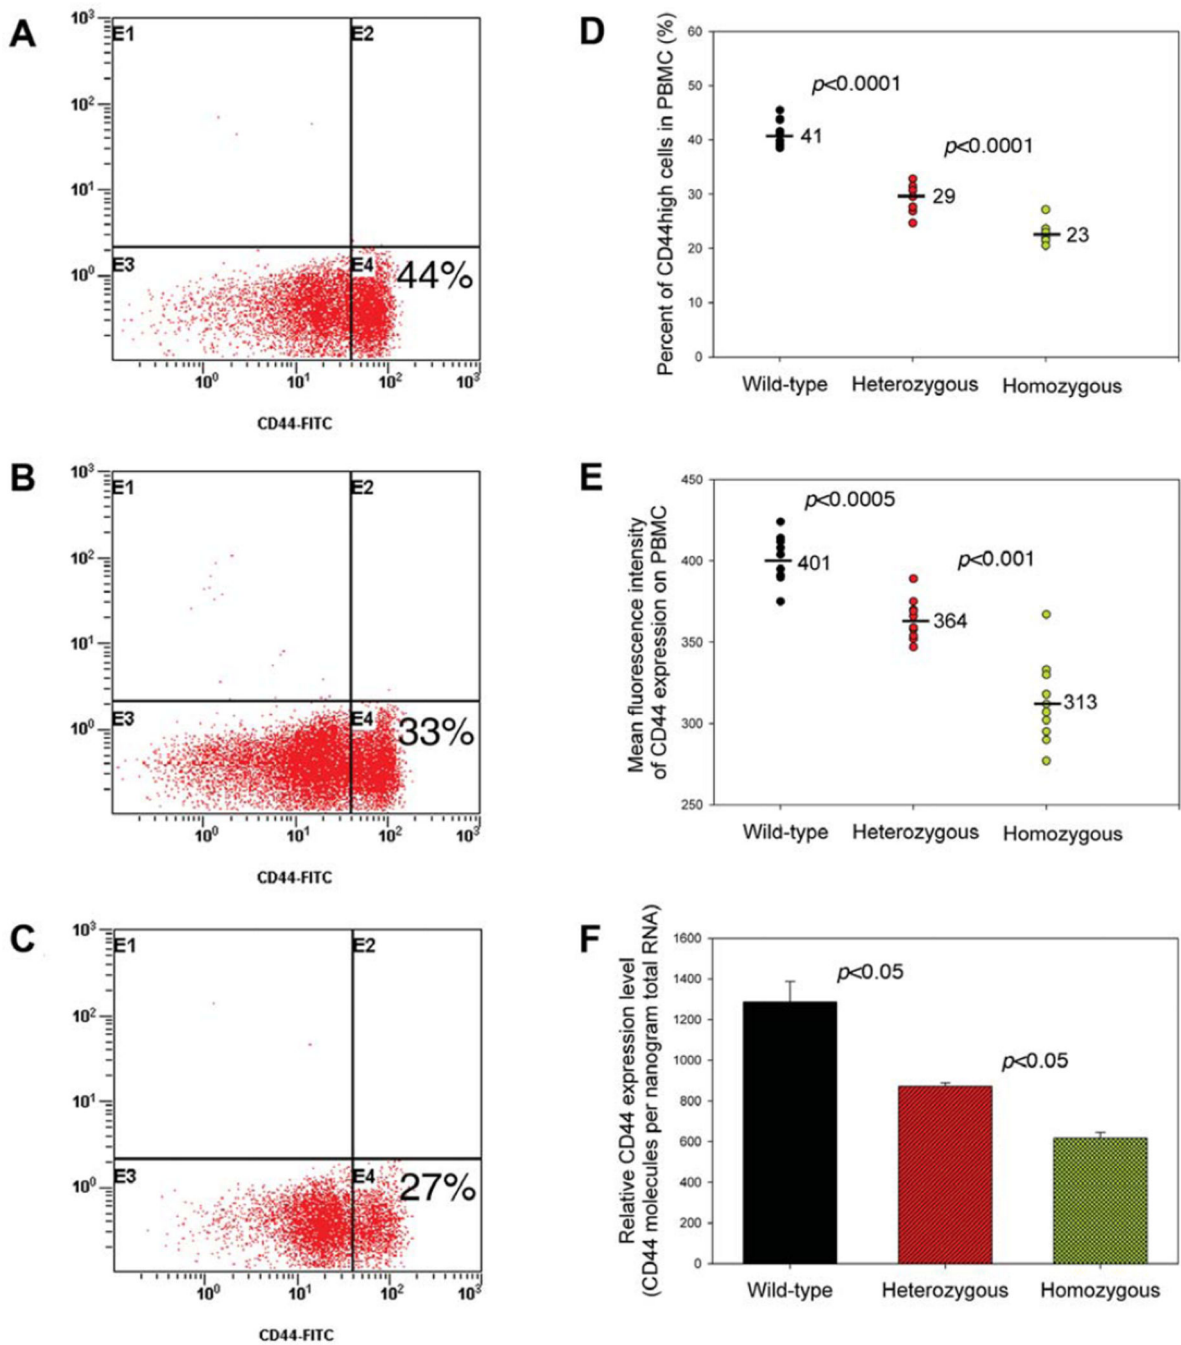 A
10³
E1
E2
10²
10¹
10⁰
E3
E4
44%
10⁰ 10¹ 10² 10³
CD44-FITC
B
10³
E1
E2
10²
10¹
10⁰
E3
E4
33%
10⁰ 10¹ 10² 10³
CD44-FITC
C
10³
E1
E2
10²
10¹
10⁰
E3
E4
27%
10⁰ 10¹ 10² 10³
CD44-FITC
D
Percent of CD44high cells in PBMC (%)
60
50
40
30
20
10
0
p<0.0001
p<0.0001
41
29
23
Wild-type Heterozygous Homozygous
E
Mean fluorescence intensity
of CD44 expression on PBMC
450
400
350
300
250
p<0.0005
p<0.001
401
364
313
Wild-type Heterozygous Homozygous
F
Relative CD44 expression level
(CD44 molecules per nanogram total RNA)
1600
1400
1200
1000
800
600
400
200
0
p<0.05
p<0.05
Wild-type Heterozygous Homozygous